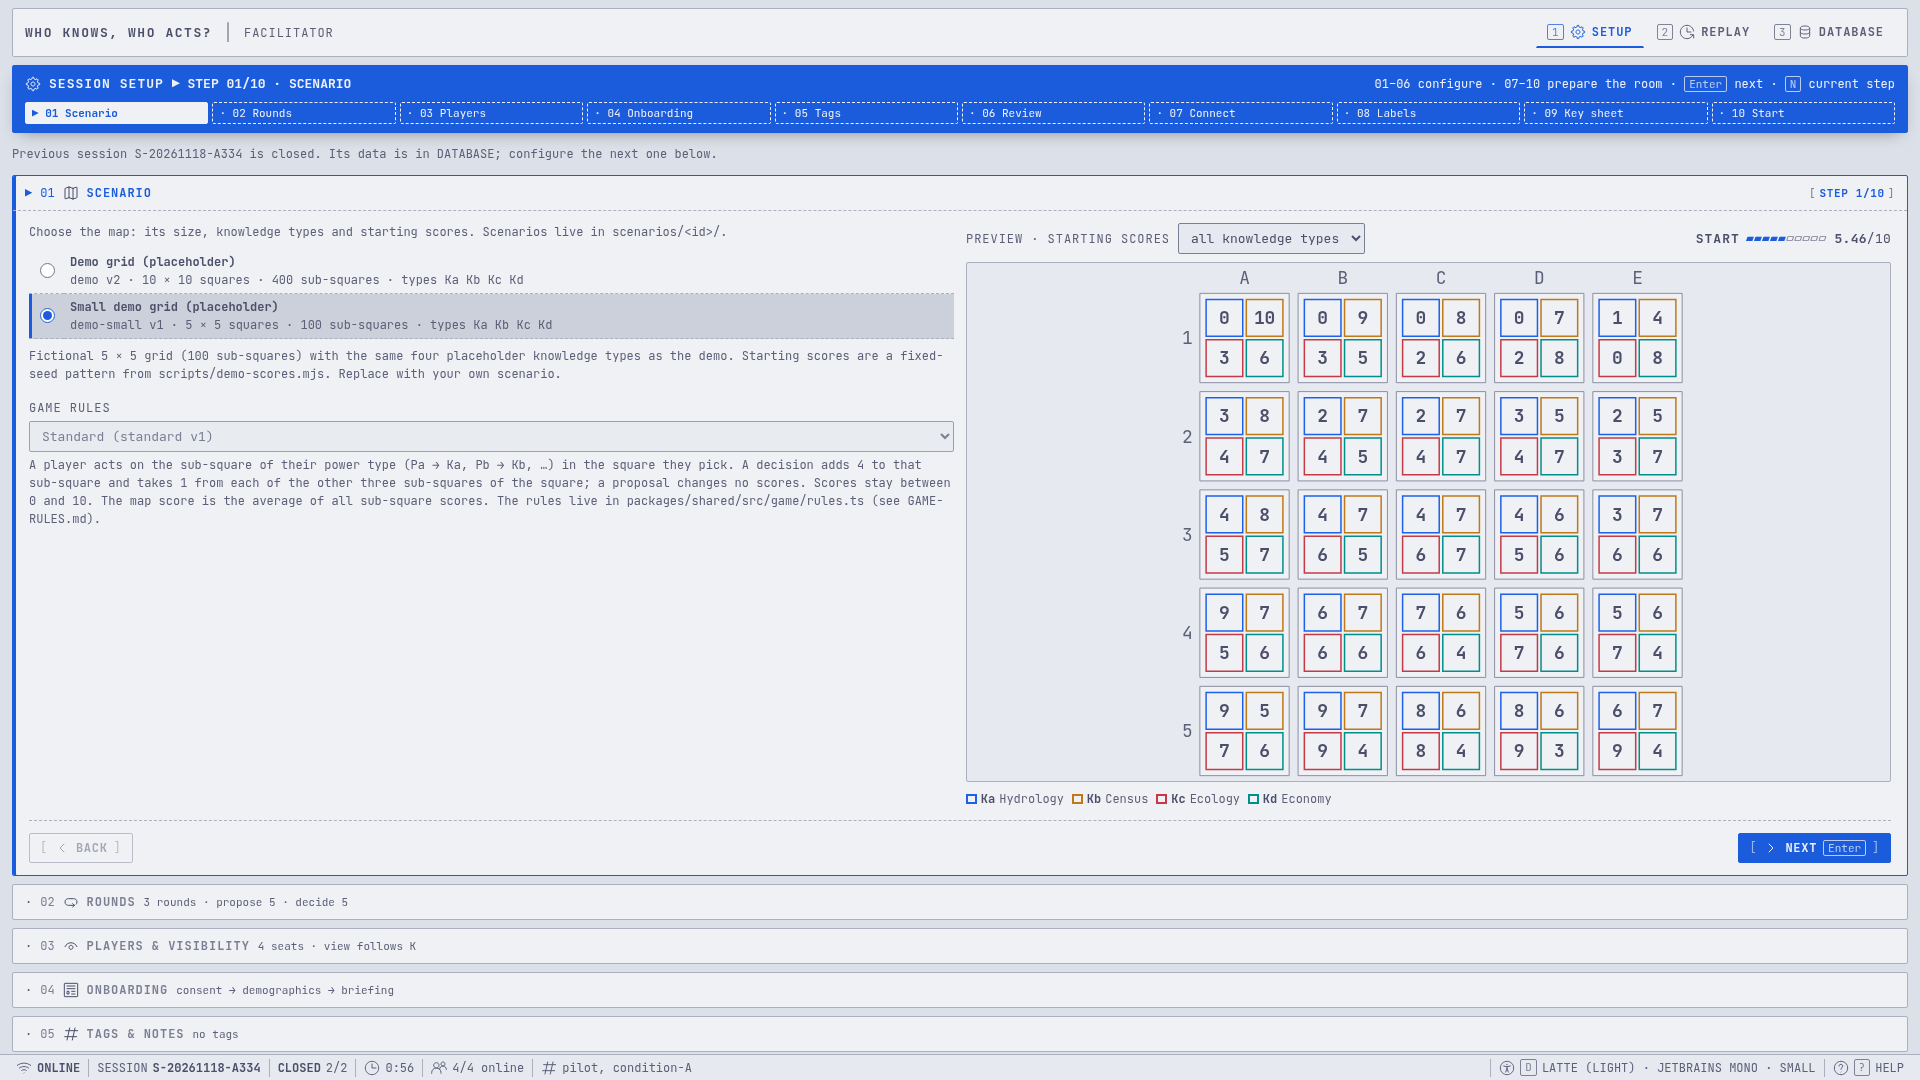 WHO KNOWS, WHO ACTS? FACILITATOR 1 SETUP 2 REPLAY 3 DATABASE
SESSION SETUP ▶ STEP 01/10 · SCENARIO 01–06 configure · 07–10 prepare the room · Enter next · N current step
▶ 01 Scenario · 02 Rounds · 03 Players · 04 Onboarding · 05 Tags · 06 Review · 07 Connect · 08 Labels · 09 Key sheet · 10 Start
Previous session S-20261118-A334 is closed. Its data is in DATABASE; configure the next one below.
▶ 01 SCENARIO [ STEP 1/10 ]
Choose the map: its size, knowledge types and starting scores. Scenarios live in scenarios/<id>/.
Demo grid (placeholder)
demo v2 · 10 × 10 squares · 400 sub-squares · types Ka Kb Kc Kd
Small demo grid (placeholder)
demo-small v1 · 5 × 5 squares · 100 sub-squares · types Ka Kb Kc Kd
Fictional 5 × 5 grid (100 sub-squares) with the same four placeholder knowledge types as the demo. Starting scores are a fixed-
seed pattern from scripts/demo-scores.mjs. Replace with your own scenario.
GAME RULES
Standard (standard v1)
A player acts on the sub-square of their power type (Pa → Ka, Pb → Kb, …) in the square they pick. A decision adds 4 to that
sub-square and takes 1 from each of the other three sub-squares of the square; a proposal changes no scores. Scores stay between
0 and 10. The map score is the average of all sub-square scores. The rules live in packages/shared/src/game/rules.ts (see GAME-
RULES.md).
PREVIEW · STARTING SCORES all knowledge types START 5.46/10
A B C D E
0 10 0 9 0 8 0 7 1 4
1
3 6 3 5 2 6 2 8 0 8
3 8 2 7 2 7 3 5 2 5
2
4 7 4 5 4 7 4 7 3 7
4 8 4 7 4 7 4 6 3 7
3
5 7 6 5 6 7 5 6 6 6
9 7 6 7 7 6 5 6 5 6
4
5 6 6 6 6 4 7 6 7 4
9 5 9 7 8 6 8 6 6 7
5
7 6 9 4 8 4 9 3 9 4
Ka Hydrology Kb Census Kc Ecology Kd Economy
[ < BACK ] [ > NEXT Enter ]
· 02 ROUNDS 3 rounds · propose 5 · decide 5
· 03 PLAYERS & VISIBILITY 4 seats · view follows K
· 04 ONBOARDING consent → demographics → briefing
· 05 TAGS & NOTES no tags
ONLINE SESSION S-20261118-A334 CLOSED 2/2 0:56 4/4 online pilot, condition-A D LATTE (LIGHT) · JETBRAINS MONO · SMALL ? HELP